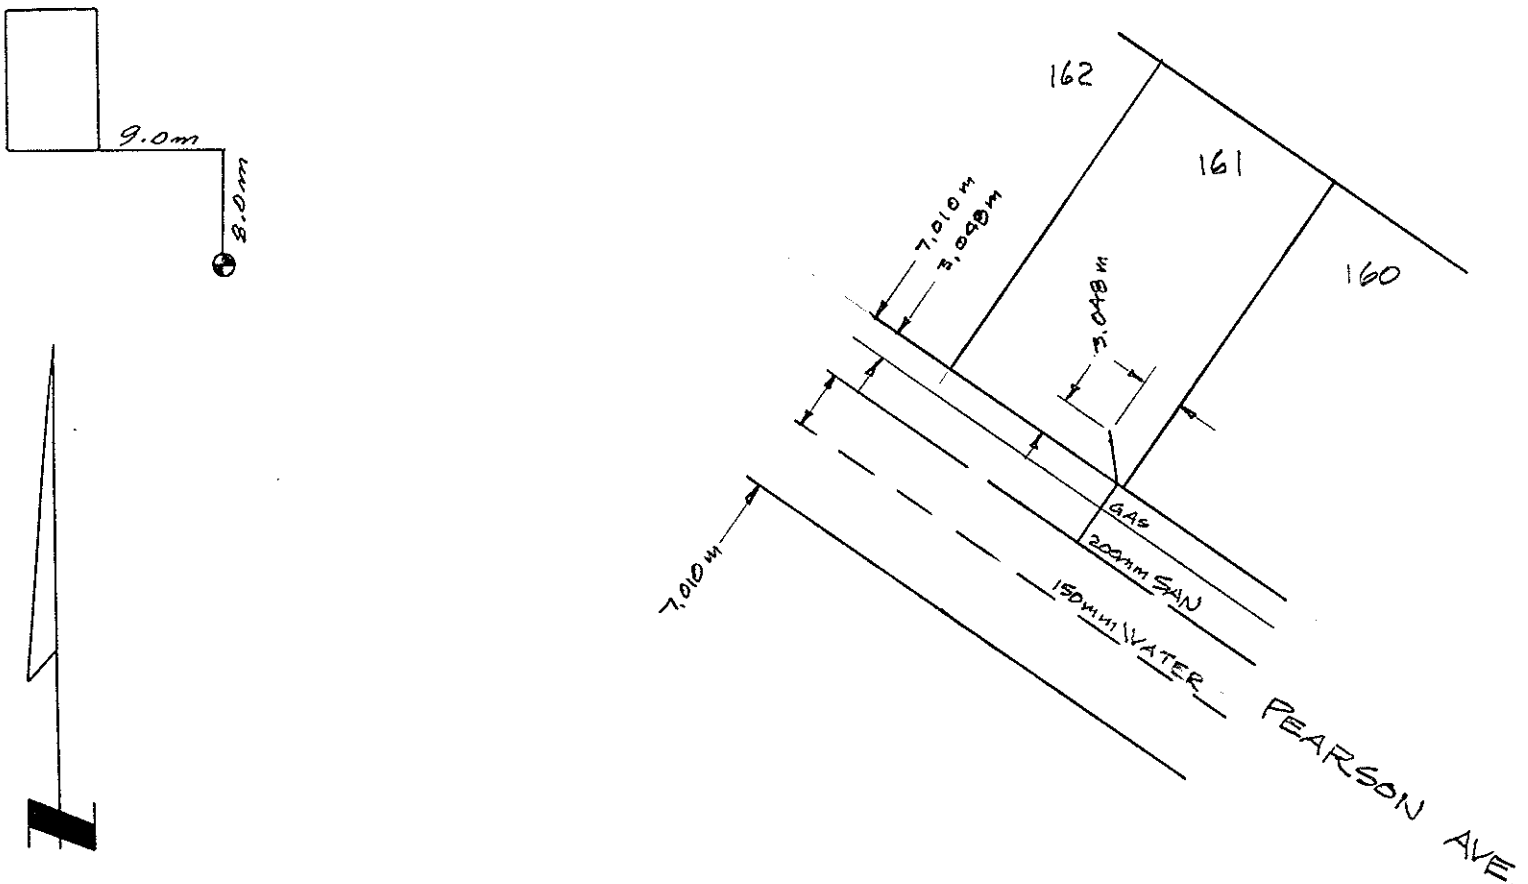 9.0m
8.0m
162
161
160
7.010m
3.048m
3.048m
7.010m
GAS
200mm SAN
150mm WATER
PEARSON AVE